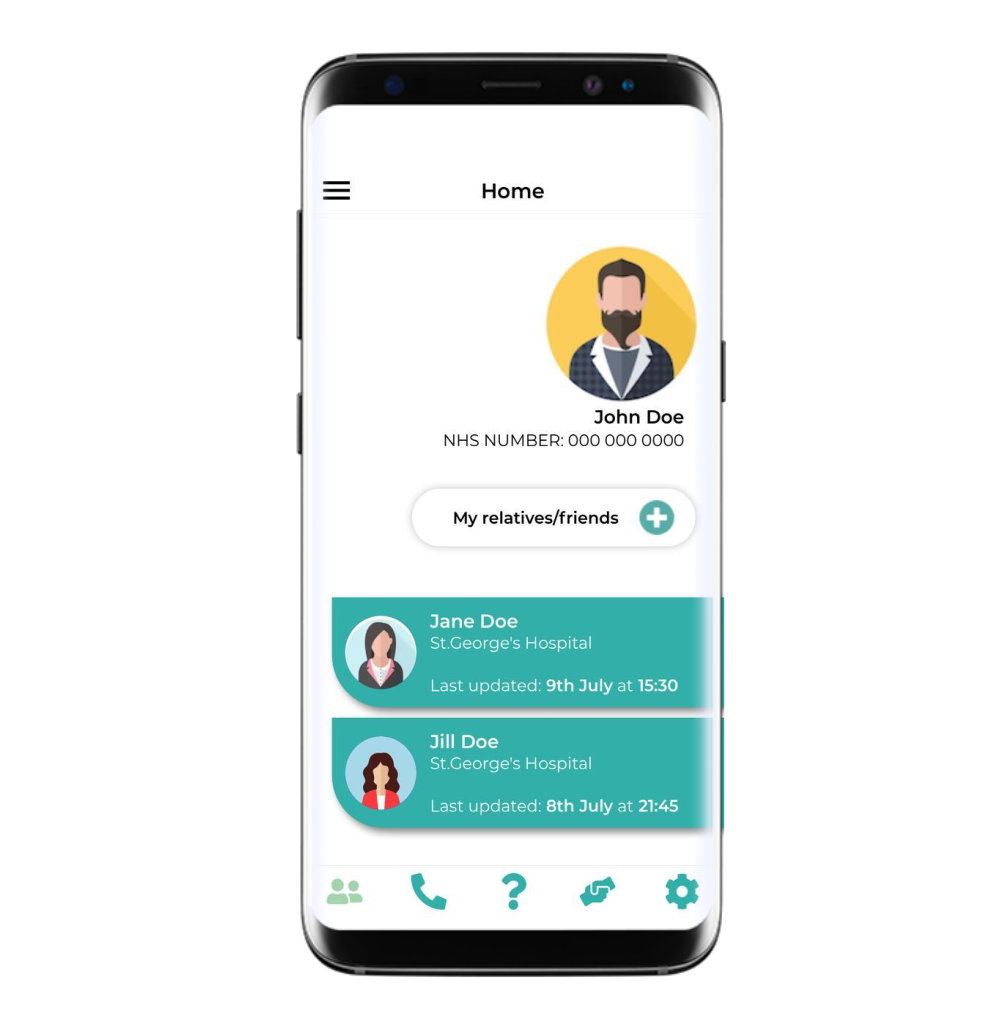 Home
John Doe
NHS NUMBER: 000 000 0000
My relatives/friends
Jane Doe
St.George's Hospital
Last updated: 9th July at 15:30
Jill Doe
St.George's Hospital
Last updated: 8th July at 21:45